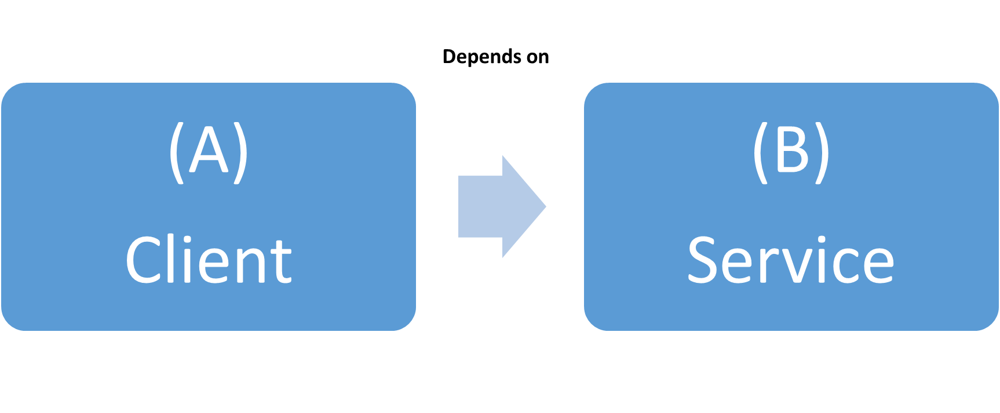 Depends on
(A)
Client
(B)
Service